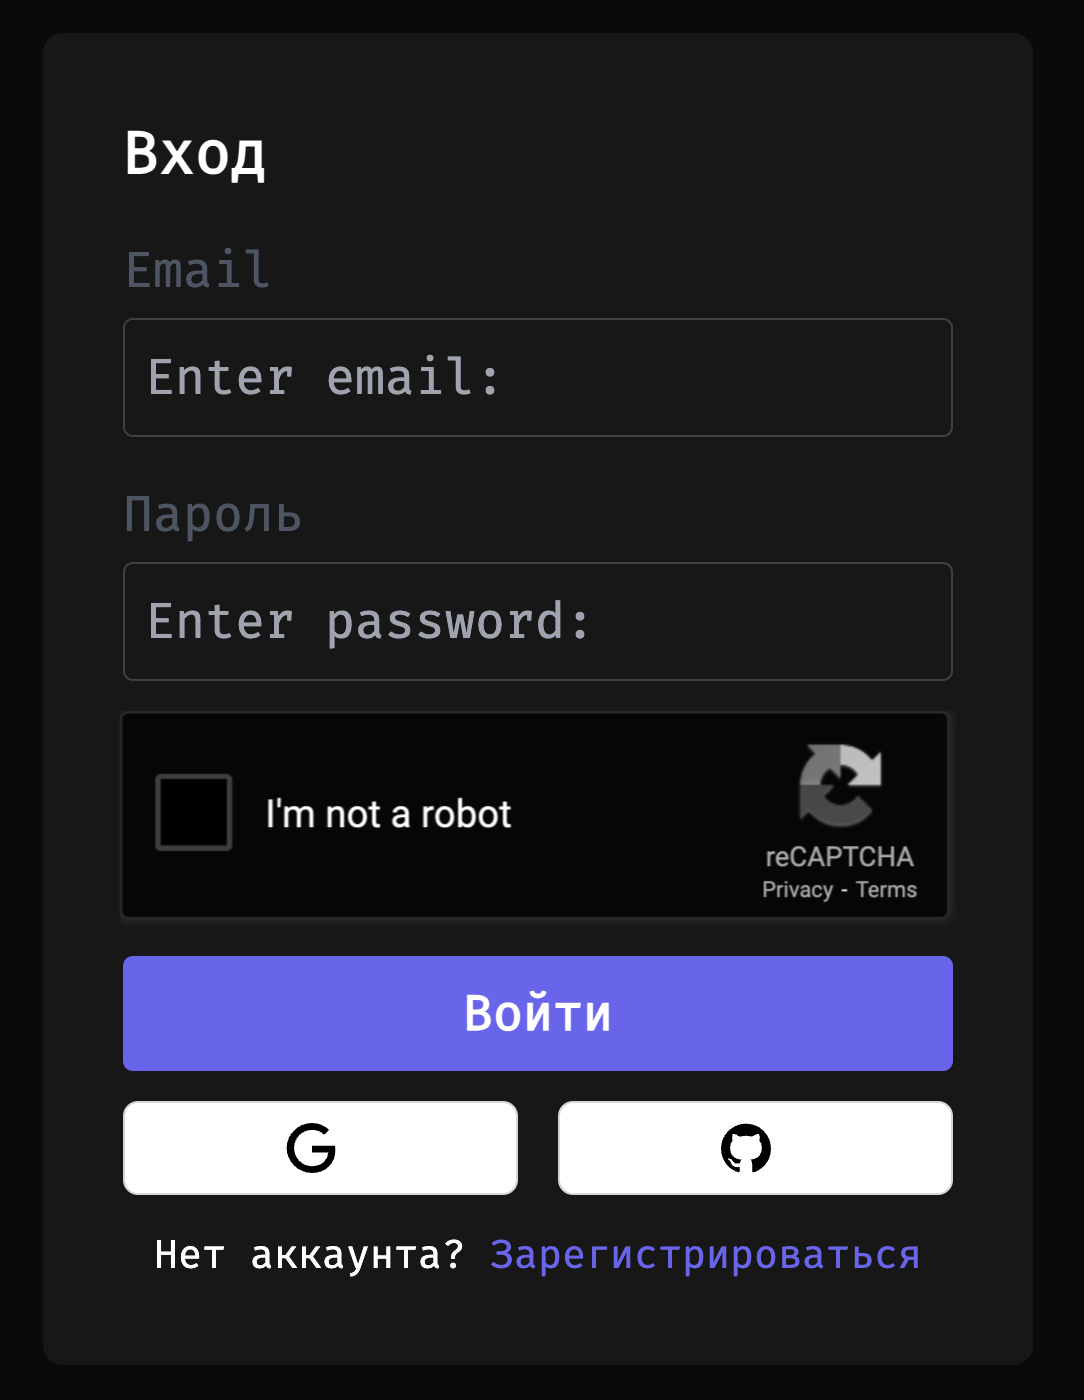 Вход
Email
Enter email:
Пароль
Enter password:
I'm not a robot
reCAPTCHA
Privacy - Terms
Войти
Нет аккаунта? Зарегистрироваться